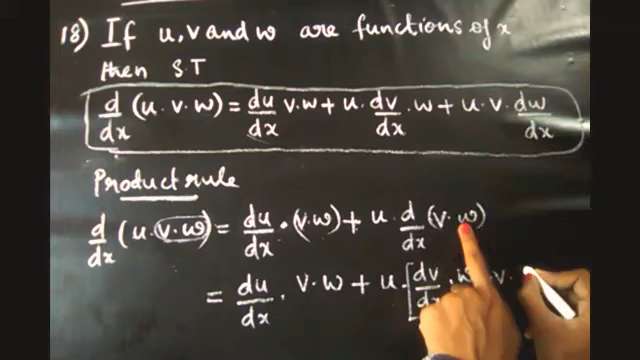 18) If u, v and w are functions of x
then S.T
d/dx (u·v·w) = du/dx v·w + u·dv/dx·w + u·v·dw/dx
Product rule
d/dx (u·v·w) = du/dx · (v·w) + u·d/dx (v·w)
= du/dx · v·w + u·[dv/dx · w v·